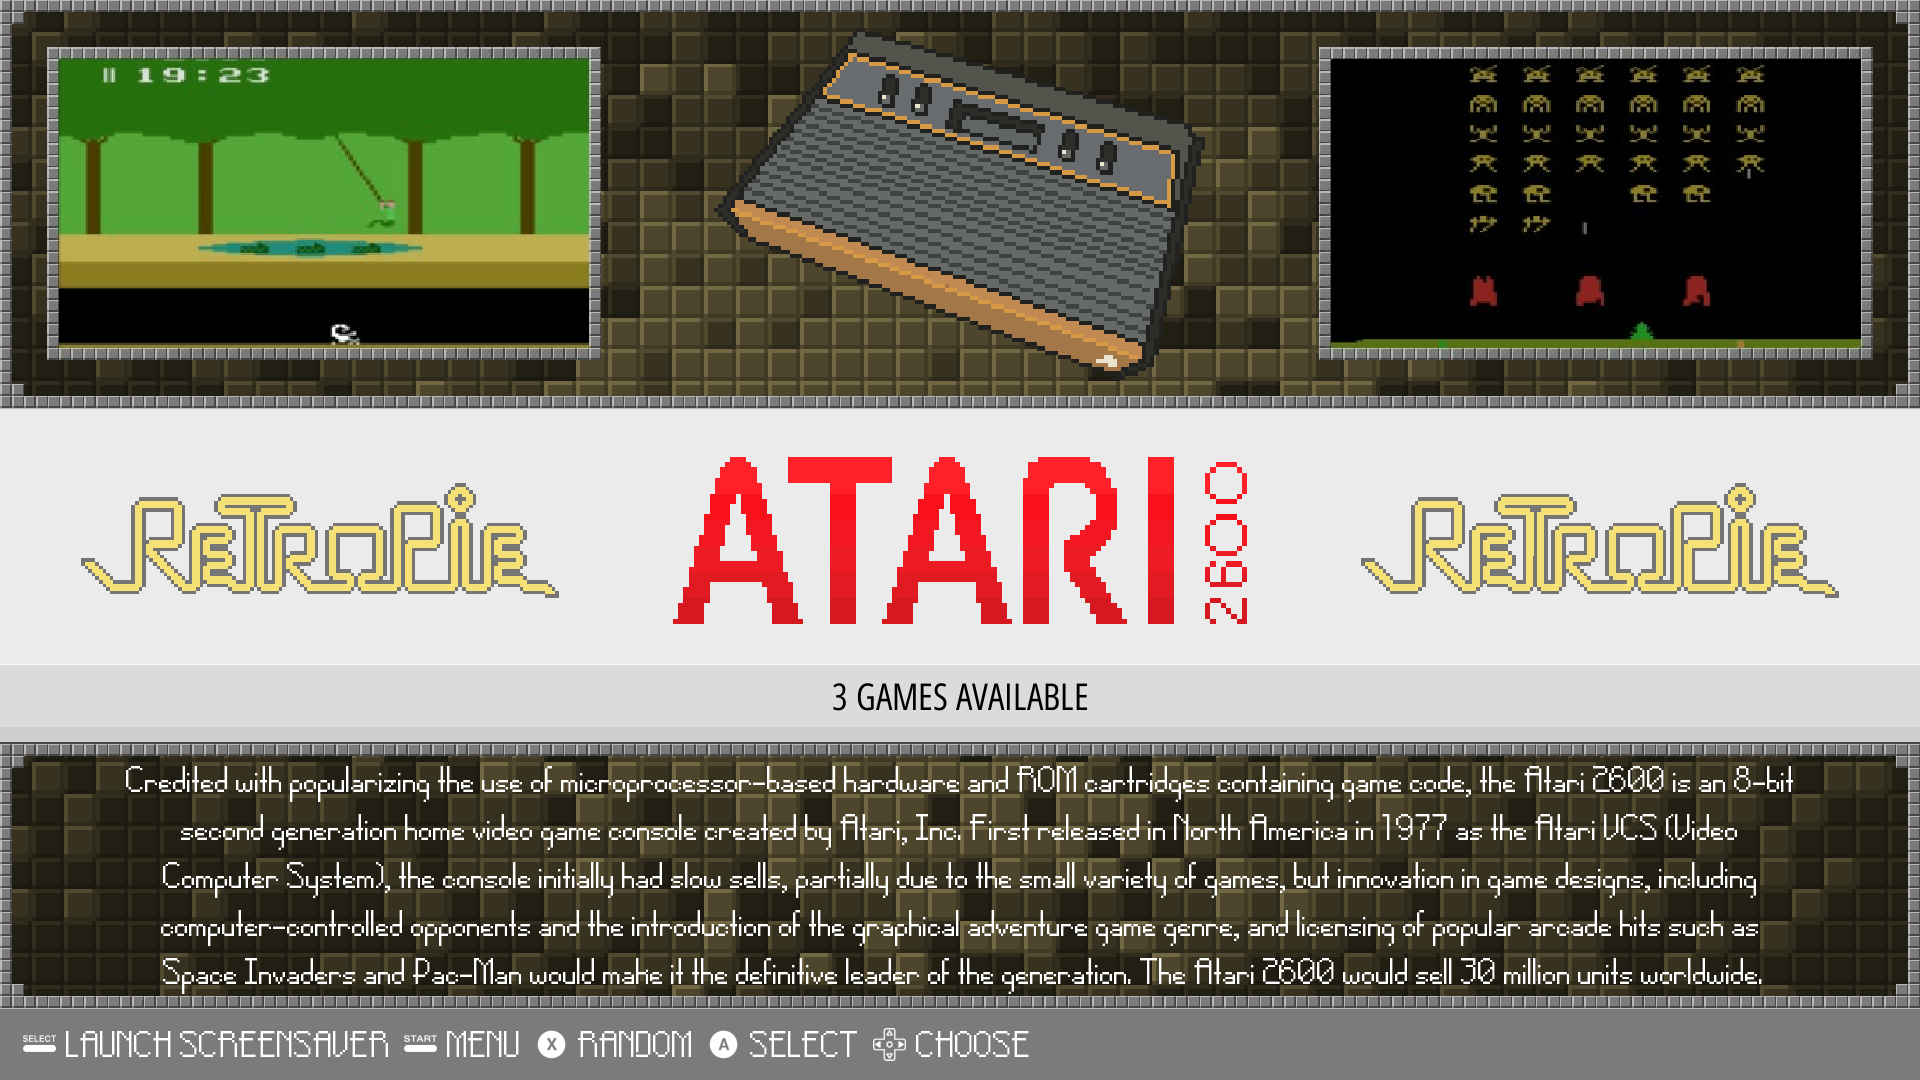 19:23
RETROPIE
ATARI 2600
RETROPIE
3 GAMES AVAILABLE
Credited with popularizing the use of microprocessor-based hardware and ROM cartridges containing game code, the Atari 2600 is an 8-bit
second generation home video game console created by Atari, Inc. First released in North America in 1977 as the Atari VCS (Video
Computer System), the console initially had slow sells, partially due to the small variety of games, but innovation in game designs, including
computer-controlled opponents and the introduction of the graphical adventure game genre, and licensing of popular arcade hits such as
Space Invaders and Pac-Man would make it the definitive leader of the generation. The Atari 2600 would sell 30 million units worldwide.
SELECT LAUNCH SCREENSAVER START MENU X RANDOM A SELECT CHOOSE